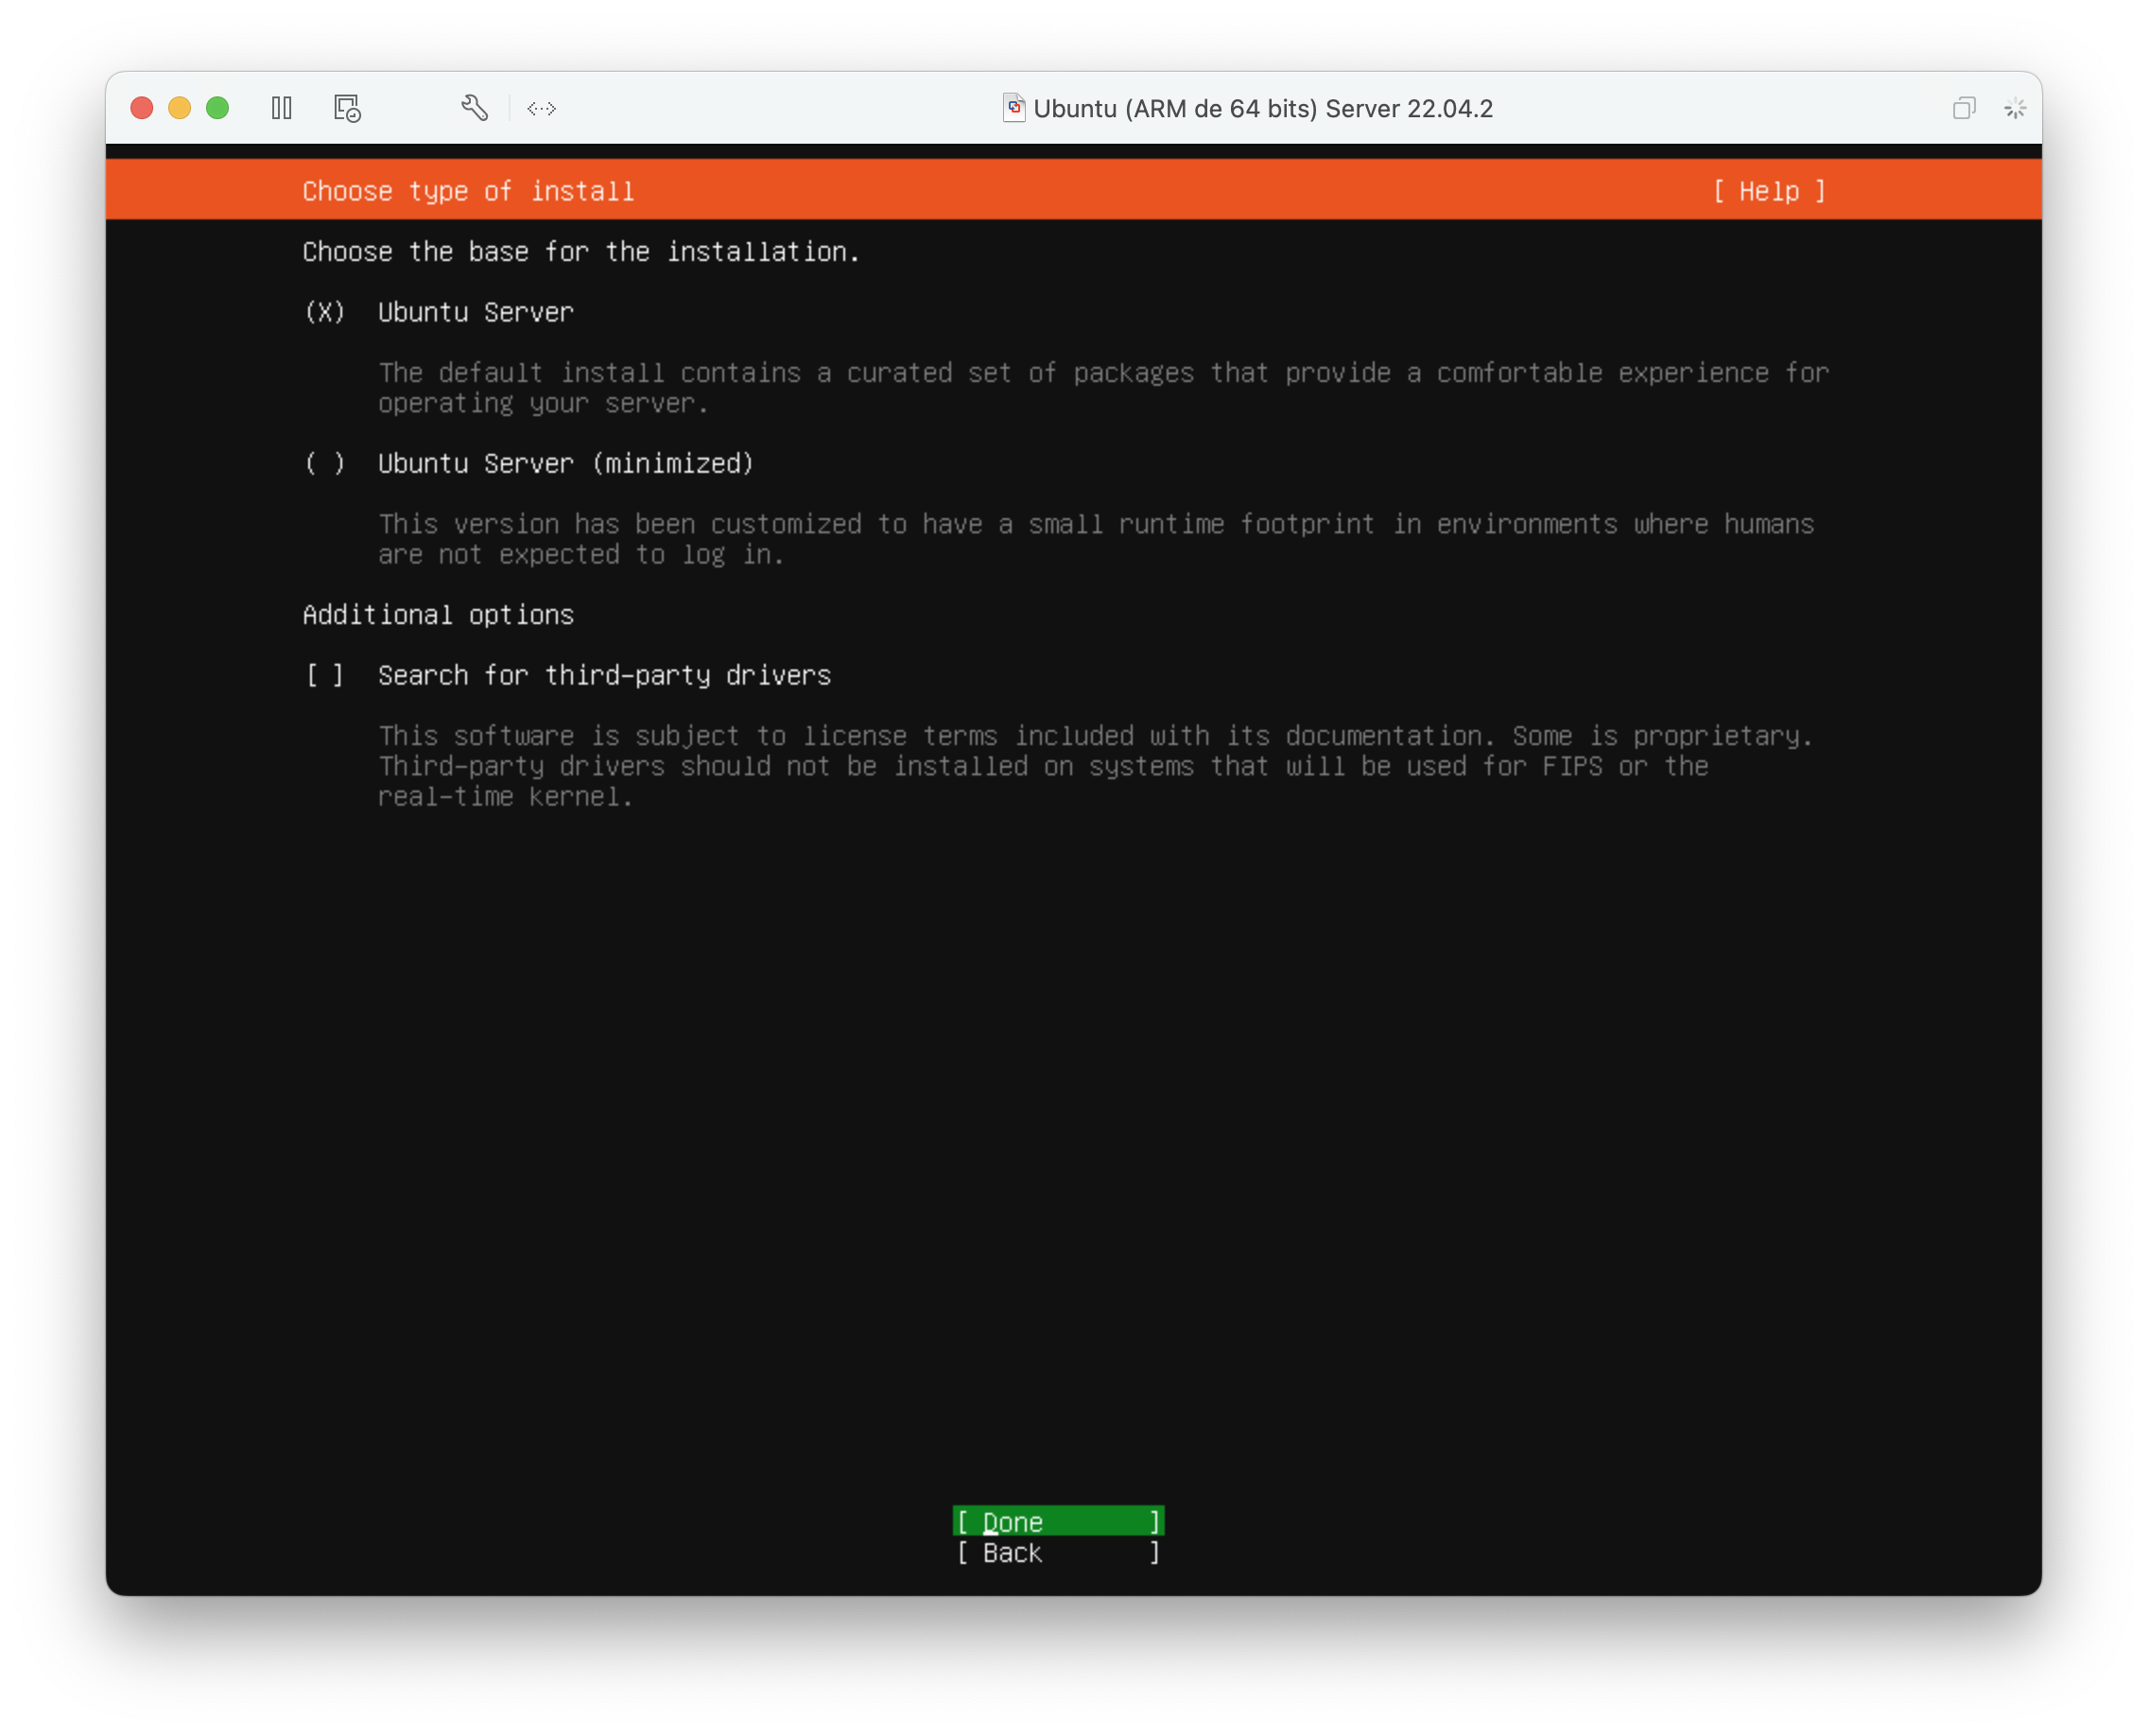 Ubuntu (ARM de 64 bits) Server 22.04.2
Choose type of install [ Help ]
Choose the base for the installation.
(X) Ubuntu Server
The default install contains a curated set of packages that provide a comfortable experience for
operating your server.
( ) Ubuntu Server (minimized)
This version has been customized to have a small runtime footprint in environments where humans
are not expected to log in.
Additional options
[ ] Search for third-party drivers
This software is subject to license terms included with its documentation. Some is proprietary.
Third-party drivers should not be installed on systems that will be used for FIPS or the
real-time kernel.
[ Done ]
[ Back ]